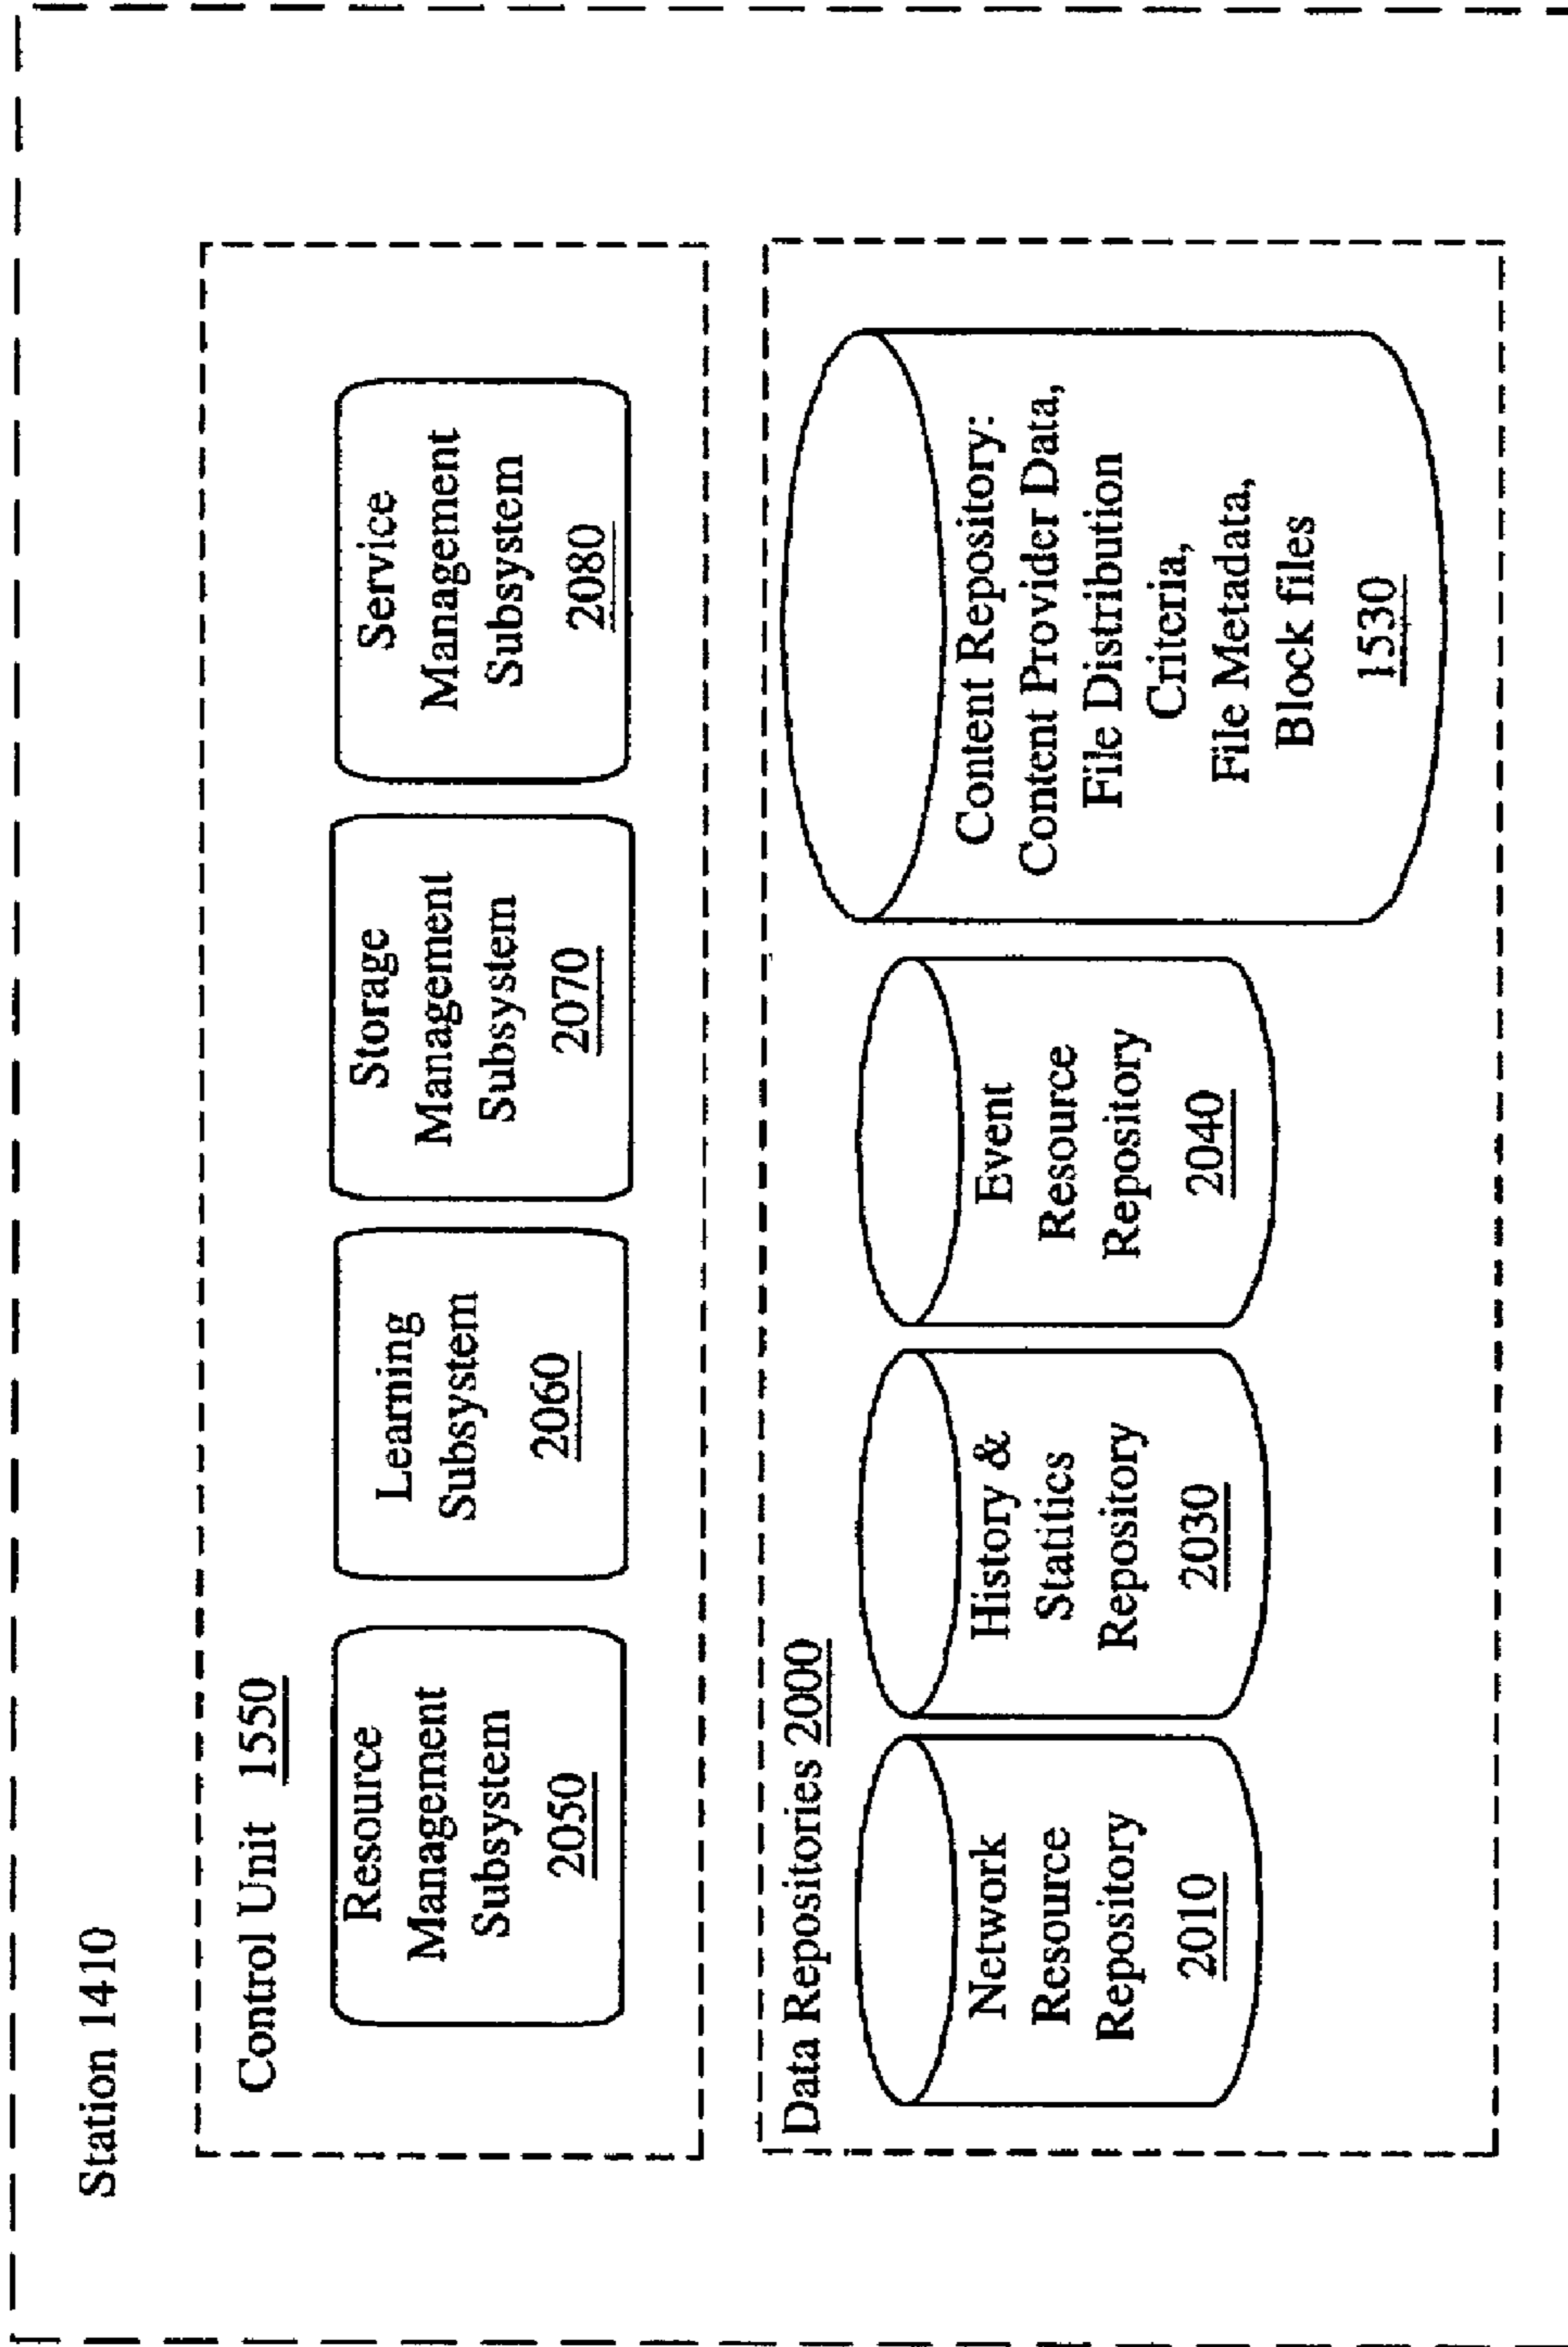 Station 1410
Control Unit 1550
Resource
Management
Subsystem
2050
Learning
Subsystem
2060
Storage
Management
Subsystem
2070
Service
Management
Subsystem
2080
Data Repositories 2000
Network
Resource
Repository
2010
History &
Statitics
Repository
2030
Event
Resource
Repository
2040
Content Repository:
Content Provider Data,
File Distribution
Criteria,
File Metadata,
Block files
1530